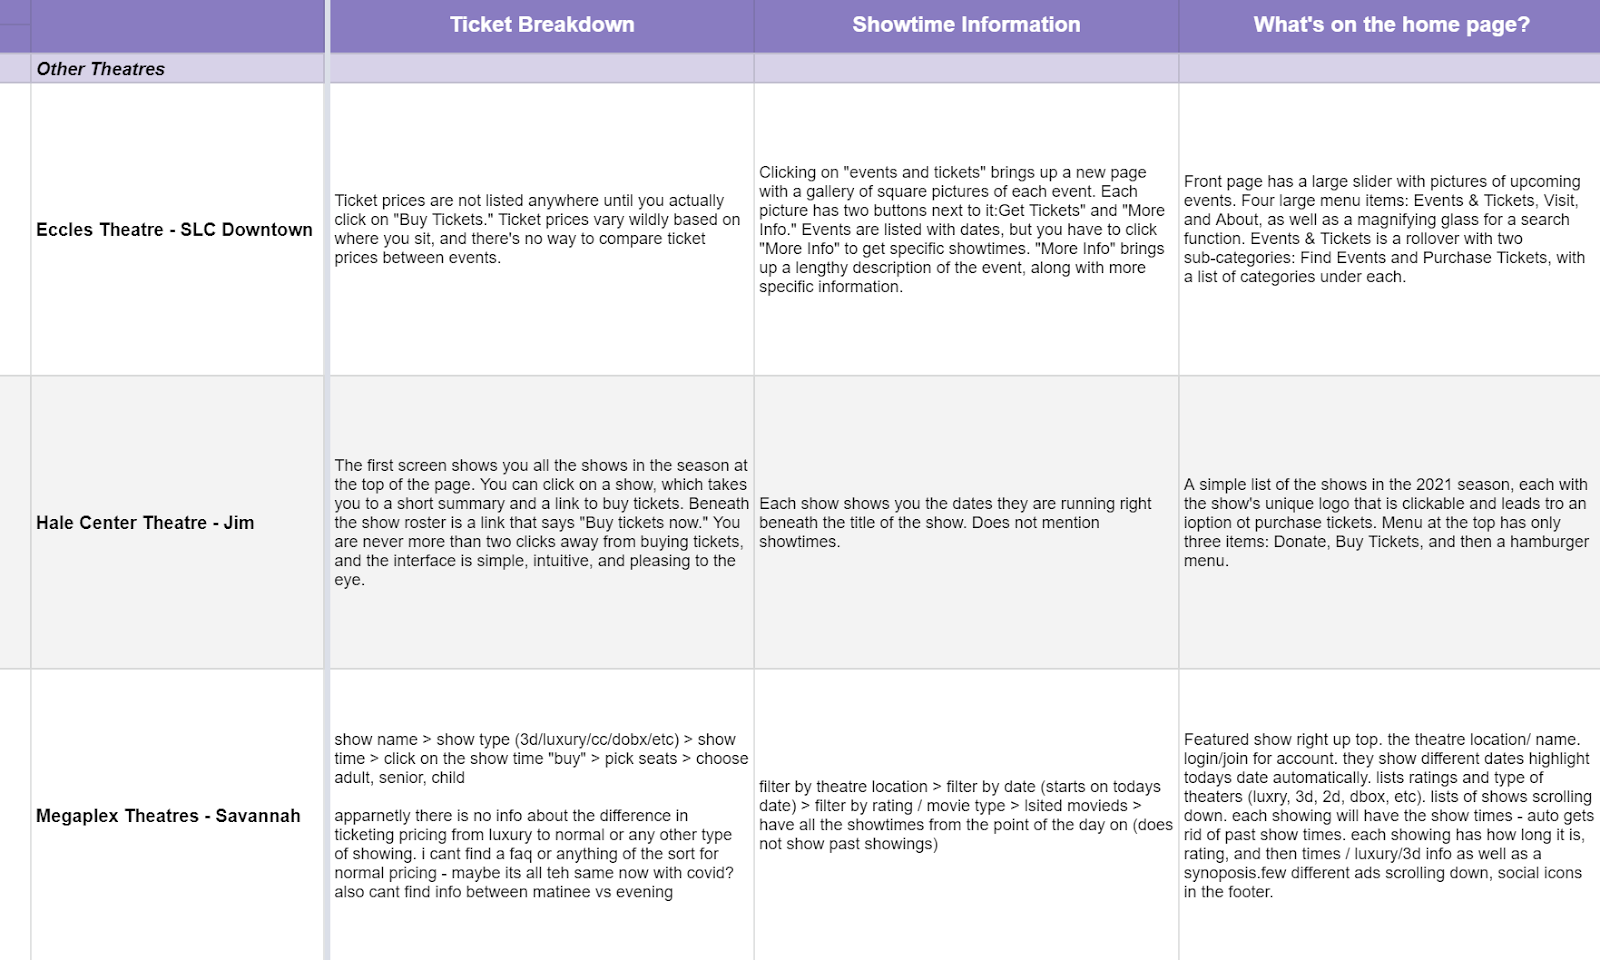 Ticket Breakdown
Showtime Information
What's on the home page?
Other Theatres
Eccles Theatre - SLC Downtown
Ticket prices are not listed anywhere until you actually
click on "Buy Tickets." Ticket prices vary wildly based on
where you sit, and there's no way to compare ticket
prices between events.
Clicking on "events and tickets" brings up a new page
with a gallery of square pictures of each event. Each
picture has two buttons next to it:Get Tickets" and "More
Info." Events are listed with dates, but you have to click
"More Info" to get specific showtimes. "More Info" brings
up a lengthy description of the event, along with more
specific information.
Front page has a large slider with pictures of upcoming
events. Four large menu items: Events & Tickets, Visit,
and About, as well as a magnifying glass for a search
function. Events & Tickets is a rollover with two
sub-categories: Find Events and Purchase Tickets, with
a list of categories under each.
Hale Center Theatre - Jim
The first screen shows you all the shows in the season at
the top of the page. You can click on a show, which takes
you to a short summary and a link to buy tickets. Beneath
the show roster is a link that says "Buy tickets now." You
are never more than two clicks away from buying tickets,
and the interface is simple, intuitive, and pleasing to the
eye.
Each show shows you the dates they are running right
beneath the title of the show. Does not mention
showtimes.
A simple list of the shows in the 2021 season, each with
the show's unique logo that is clickable and leads tro an
ioption ot purchase tickets. Menu at the top has only
three items: Donate, Buy Tickets, and then a hamburger
menu.
Megaplex Theatres - Savannah
show name > show type (3d/luxury/cc/dobx/etc) > show
time > click on the show time "buy" > pick seats > choose
adult, senior, child
apparnetly there is no info about the difference in
ticketing pricing from luxury to normal or any other type
of showing. i cant find a faq or anything of the sort for
normal pricing - maybe its all teh same now with covid?
also cant find info between matinee vs evening
filter by theatre location > filter by date (starts on todays
date) > filter by rating / movie type > lsited movieds >
have all the showtimes from the point of the day on (does
not show past showings)
Featured show right up top. the theatre location/ name.
login/join for account. they show different dates highlight
todays date automatically. lists ratings and type of
theaters (luxry, 3d, 2d, dbox, etc). lists of shows scrolling
down. each showing will have the show times - auto gets
rid of past show times. each showing has how long it is,
rating, and then times / luxury/3d info as well as a
synoposis.few different ads scrolling down, social icons
in the footer.